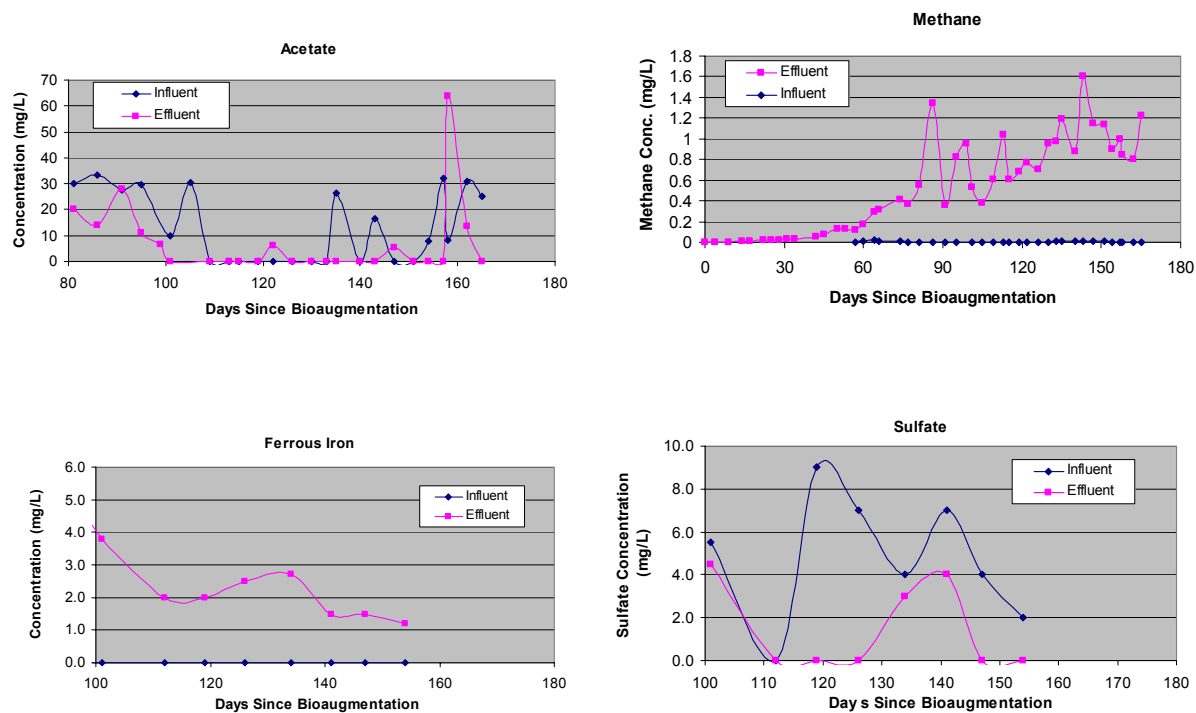 Acetate
Concentration (mg/L)
70
60
50
40
30
20
10
0
Influent
Effluent
80 100 120 140 160 180
Days Since Bioaugmentation
Methane
Methane Conc. (mg/L)
1.8
1.6
1.4
1.2
1
0.8
0.6
0.4
0.2
0
Effluent
Influent
0 30 60 90 120 150 180
Days Since Bioaugmentation
Ferrous Iron
Concentration (mg/L)
6.0
5.0
4.0
3.0
2.0
1.0
0.0
Influent
Effluent
100 120 140 160 180
Days Since Bioaugmentation
Sulfate
Sulfate Concentration
(mg/L)
10.0
8.0
6.0
4.0
2.0
0.0
Influent
Effluent
100 110 120 130 140 150 160 170 180
Days Since Bioaugmentation